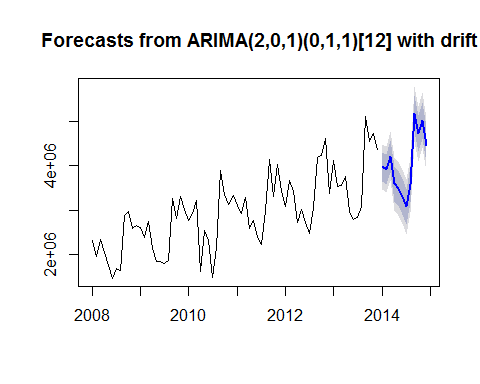 Forecasts from ARIMA(2,0,1)(0,1,1)[12] with drift
4e+06
2e+06
2008 2010 2012 2014